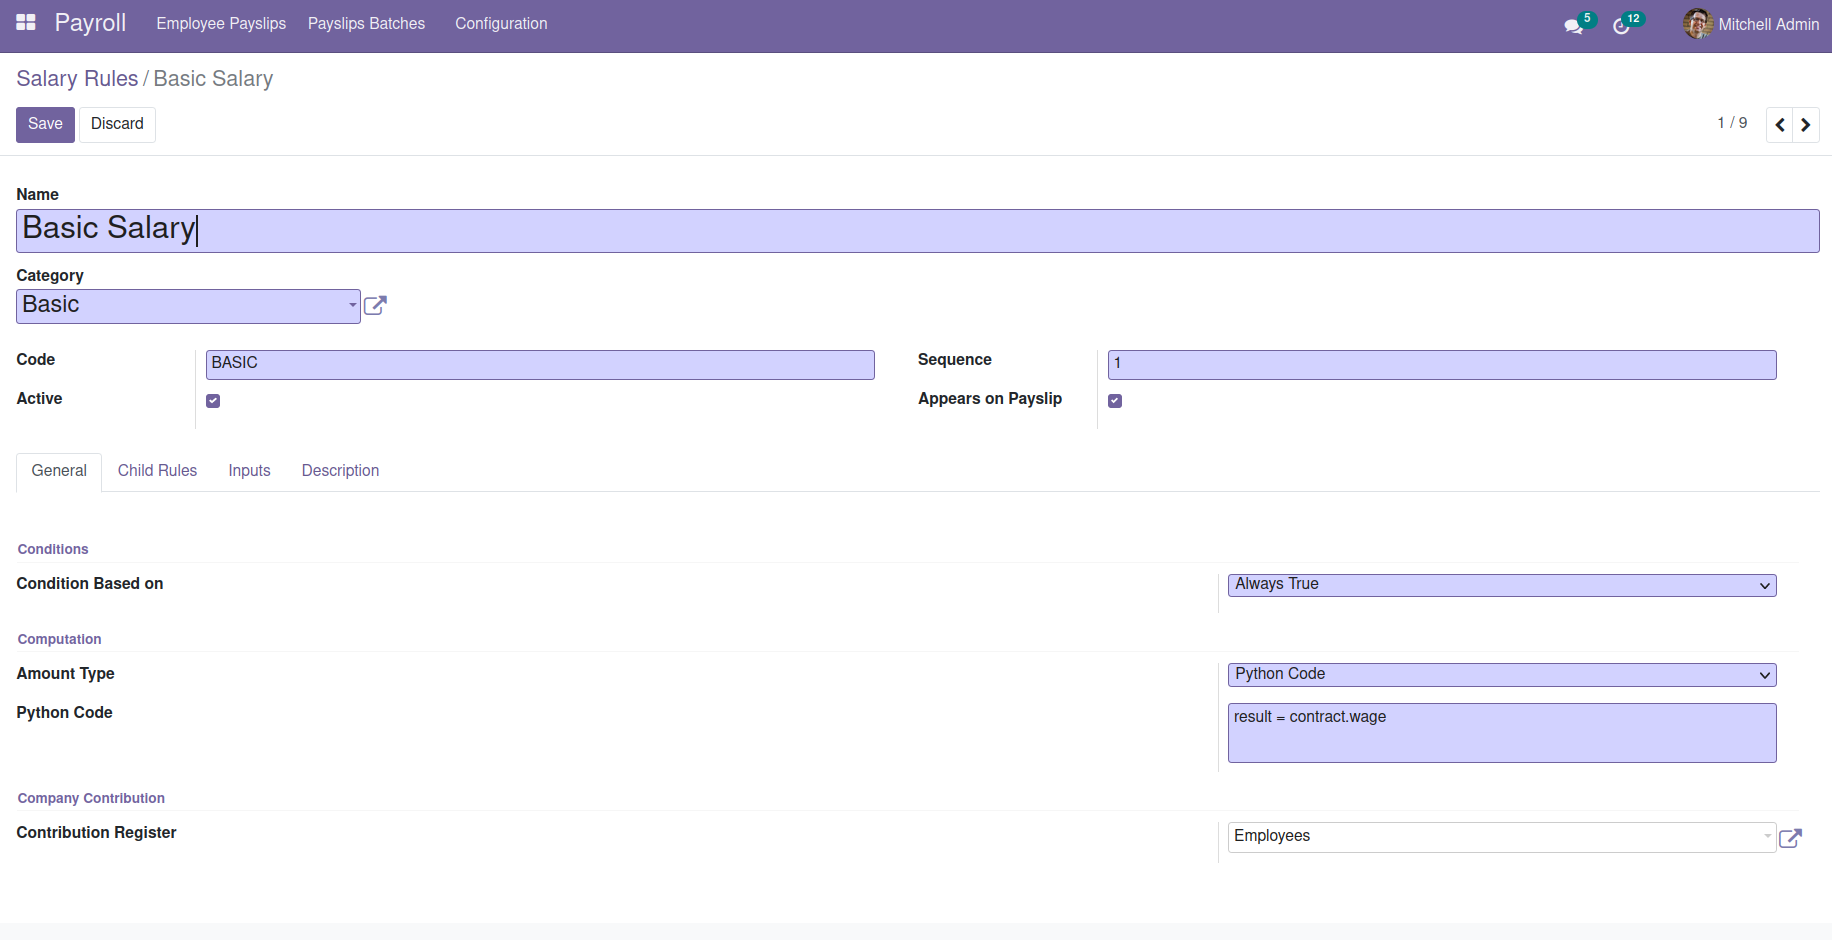 Payroll Employee Payslips Payslips Batches Configuration 5 12 Mitchell Admin
Salary Rules / Basic Salary
Save Discard 1 / 9
Name
Basic Salary
Category
Basic
Code BASIC Sequence 1
Active Appears on Payslip
General Child Rules Inputs Description
Conditions
Condition Based on Always True
Computation
Amount Type Python Code
Python Code result = contract.wage
Company Contribution
Contribution Register Employees